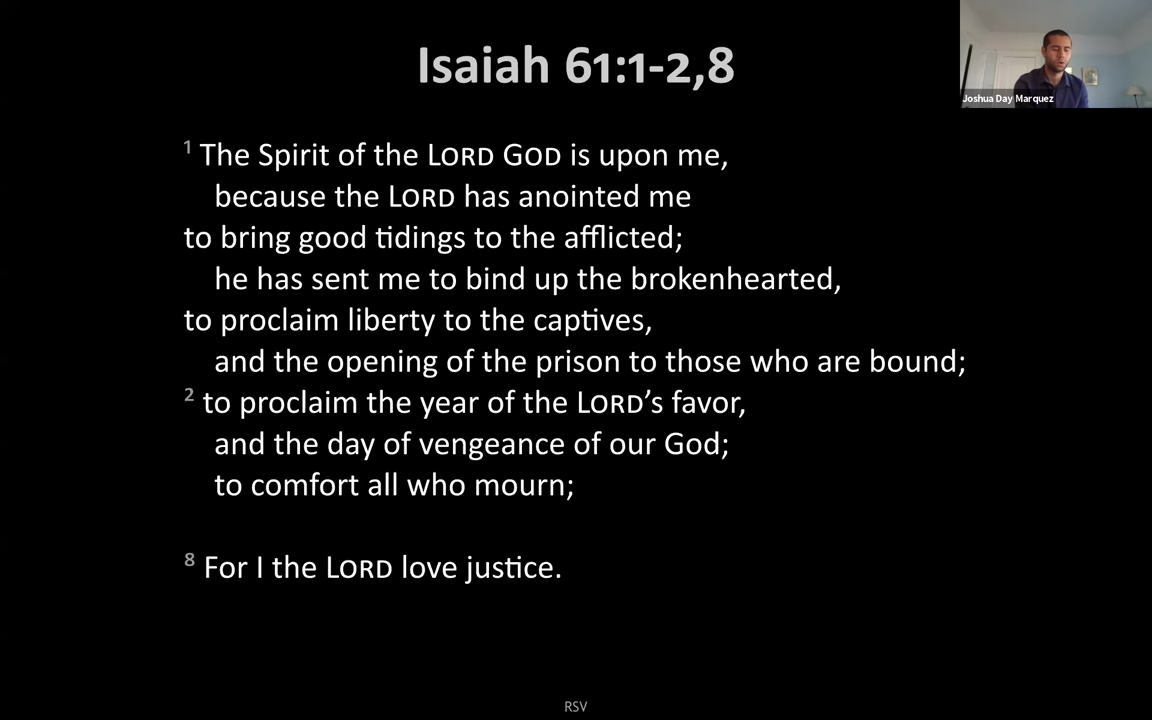 Isaiah 61:1-2,8
Joshua Day Marquez
1 The Spirit of the LORD GOD is upon me,
because the LORD has anointed me
to bring good tidings to the afflicted;
he has sent me to bind up the brokenhearted,
to proclaim liberty to the captives,
and the opening of the prison to those who are bound;
2 to proclaim the year of the LORD’s favor,
and the day of vengeance of our God;
to comfort all who mourn;
8 For I the LORD love justice.
RSV